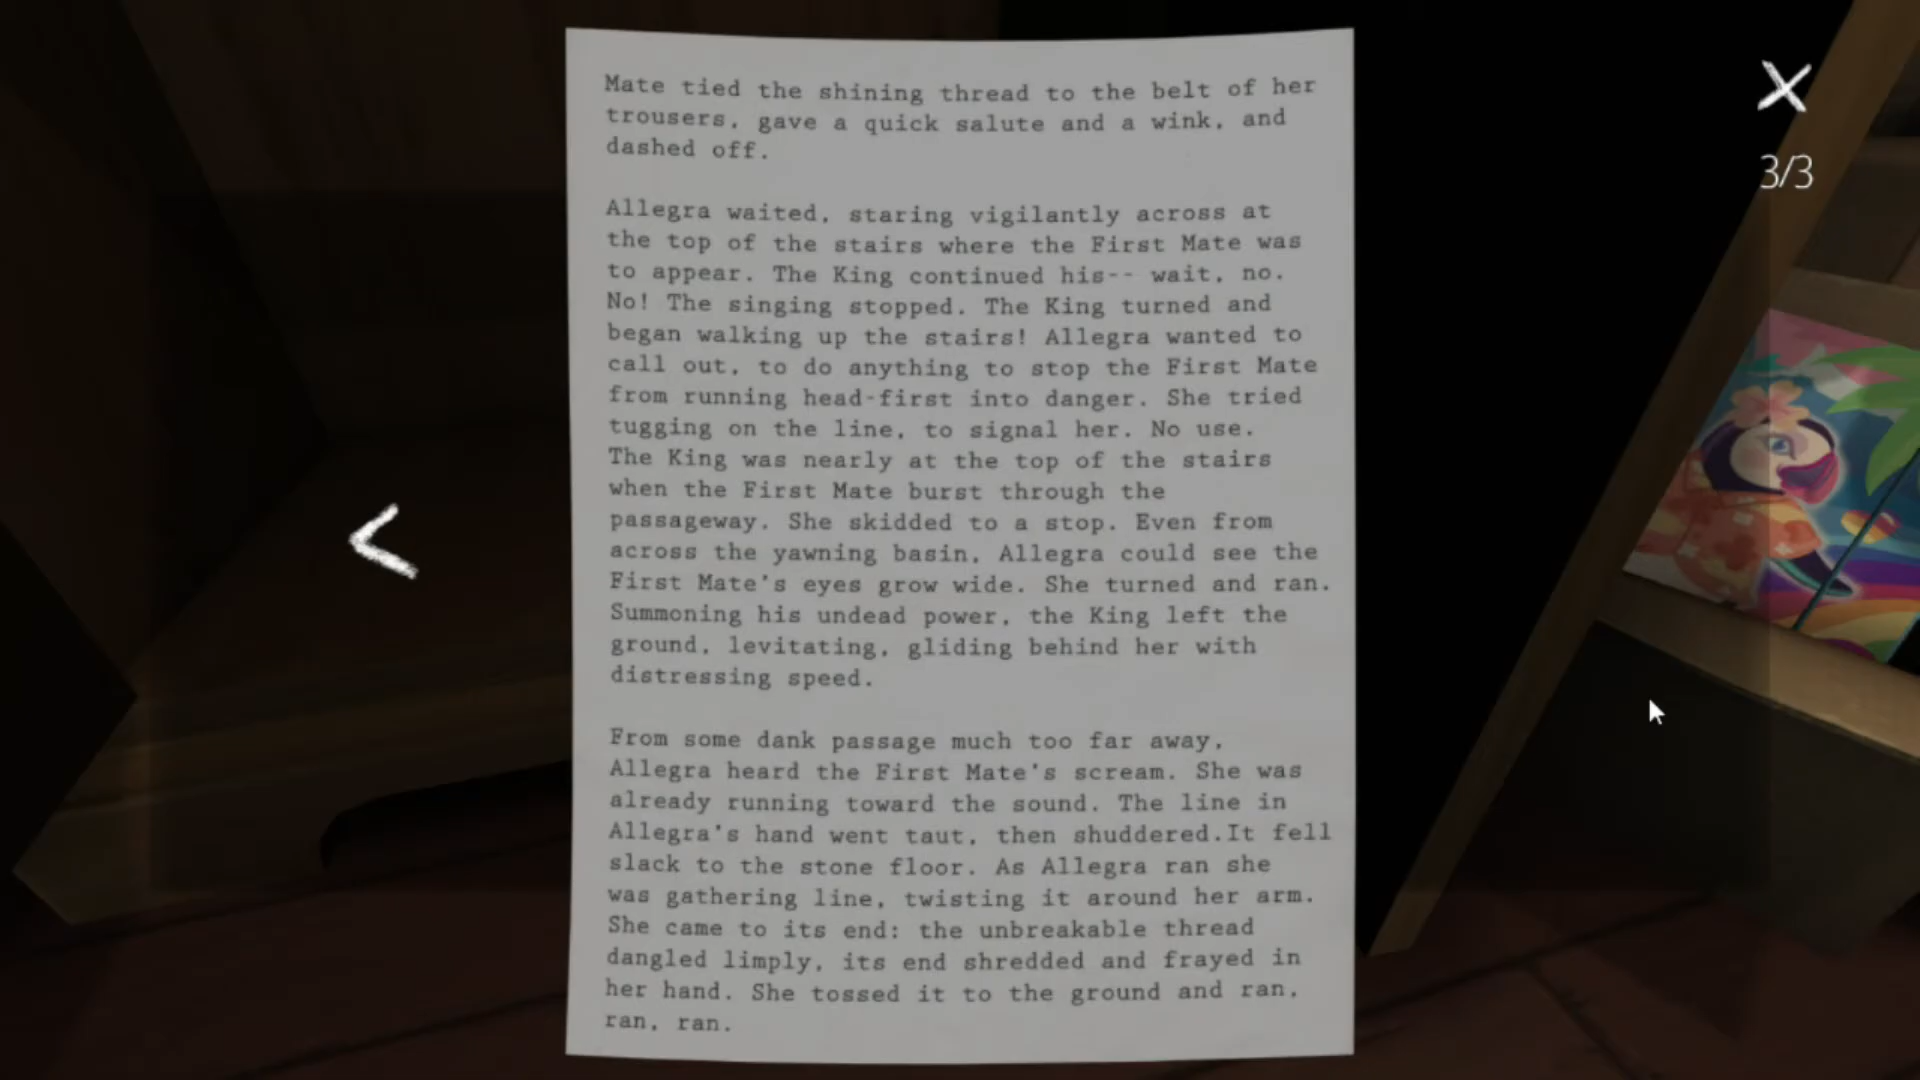 Mate tied the shining thread to the belt of her
trousers, gave a quick salute and a wink, and
dashed off.
Allegra waited, staring vigilantly across at
the top of the stairs where the First Mate was
to appear. The King continued his-- wait, no.
No! The singing stopped. The King turned and
began walking up the stairs! Allegra wanted to
call out, to do anything to stop the First Mate
from running head-first into danger. She tried
tugging on the line, to signal her. No use.
The King was nearly at the top of the stairs
when the First Mate burst through the
passageway. She skidded to a stop. Even from
across the yawning basin, Allegra could see the
First Mate's eyes grow wide. She turned and ran.
Summoning his undead power, the King left the
ground, levitating, gliding behind her with
distressing speed.
From some dank passage much too far away,
Allegra heard the First Mate's scream. She was
already running toward the sound. The line in
Allegra's hand went taut, then shuddered.It fell
slack to the stone floor. As Allegra ran she
was gathering line, twisting it around her arm.
She came to its end: the unbreakable thread
dangled limply, its end shredded and frayed in
her hand. She tossed it to the ground and ran,
ran, ran.
3/3